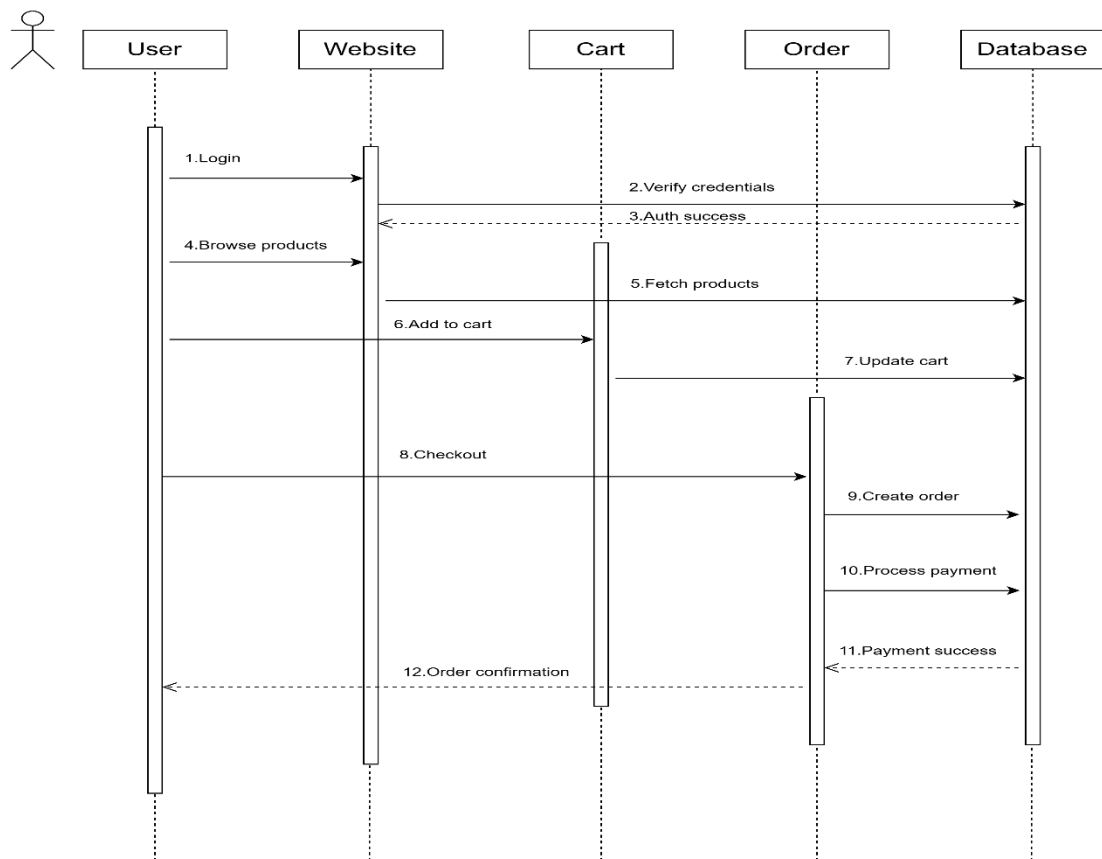 User
Website
Cart
Order
Database
1.Login
2.Verify credentials
3.Auth success
4.Browse products
5.Fetch products
6.Add to cart
7.Update cart
8.Checkout
9.Create order
10.Process payment
11.Payment success
12.Order confirmation